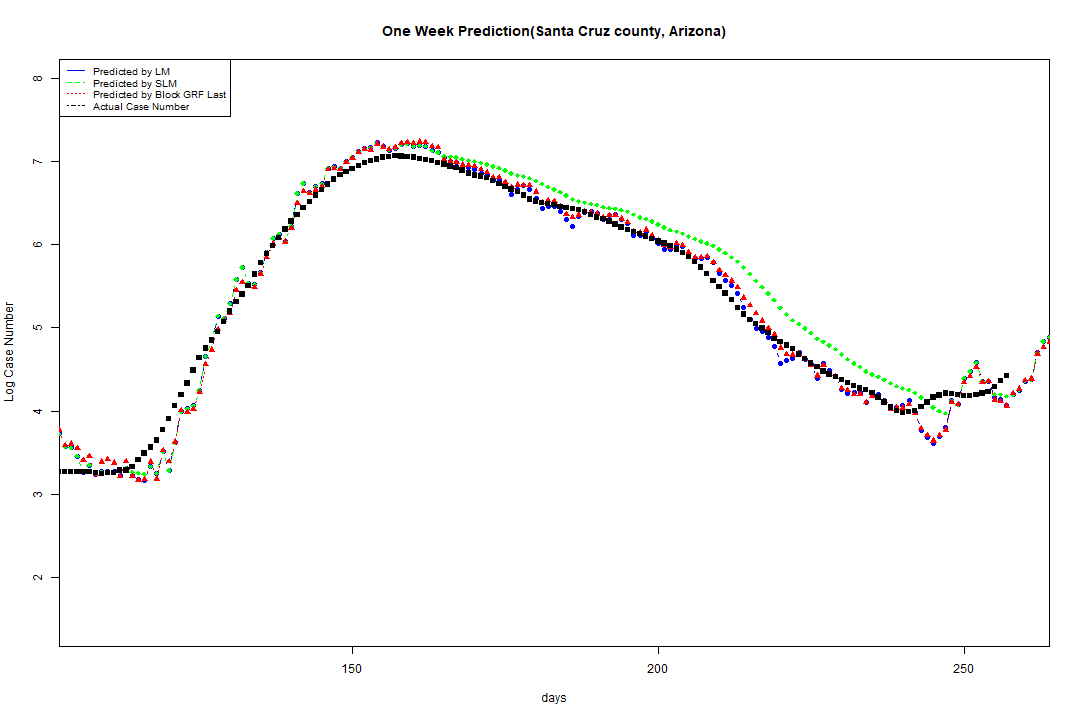 One Week Prediction(Santa Cruz county, Arizona)
Predicted by LM
Predicted by SLM
Predicted by Block GRF Last
Actual Case Number
8
7
6
5
4
3
2
Log Case Number
150
200
250
days